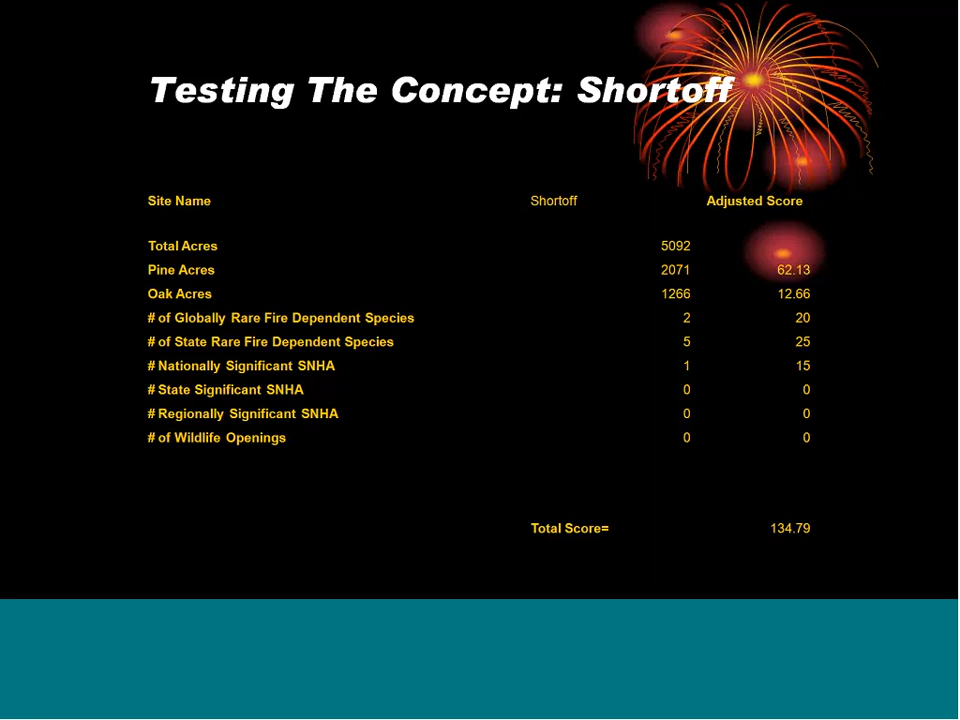 Testing The Concept: Shortoff
Site Name Shortoff Adjusted Score
Total Acres 5092
Pine Acres 2071 62.13
Oak Acres 1266 12.66
# of Globally Rare Fire Dependent Species 2 20
# of State Rare Fire Dependent Species 5 25
# Nationally Significant SNHA 1 15
# State Significant SNHA 0 0
# Regionally Significant SNHA 0 0
# of Wildlife Openings 0 0
Total Score= 134.79